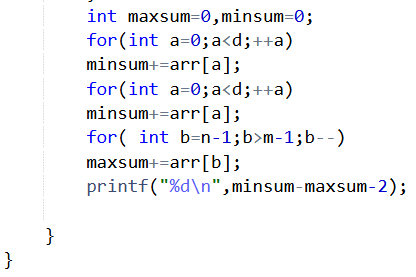 int maxsum=0,minsum=0;
for(int a=0;a<d;++a)
minsum+=arr[a];
for(int a=0;a<d;++a)
minsum+=arr[a];
for( int b=n-1;b>m-1;b--)
maxsum+=arr[b];
printf("%d\n",minsum-maxsum-2);
}
}